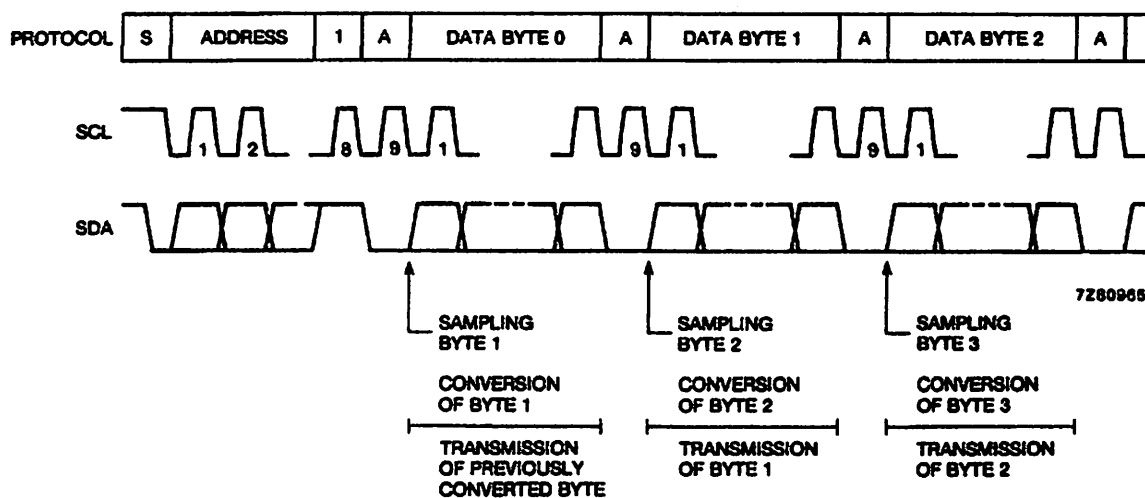 PROTOCOL S ADDRESS 1 A DATA BYTE 0 A DATA BYTE 1 A DATA BYTE 2 A
SCL 1 2 8 9 1 9 1 9 1
SDA
7Z80965
SAMPLING
BYTE 1
SAMPLING
BYTE 2
SAMPLING
BYTE 3
CONVERSION
OF BYTE 1
CONVERSION
OF BYTE 2
CONVERSION
OF BYTE 3
TRANSMISSION
OF PREVIOUSLY
CONVERTED BYTE
TRANSMISSION
OF BYTE 1
TRANSMISSION
OF BYTE 2